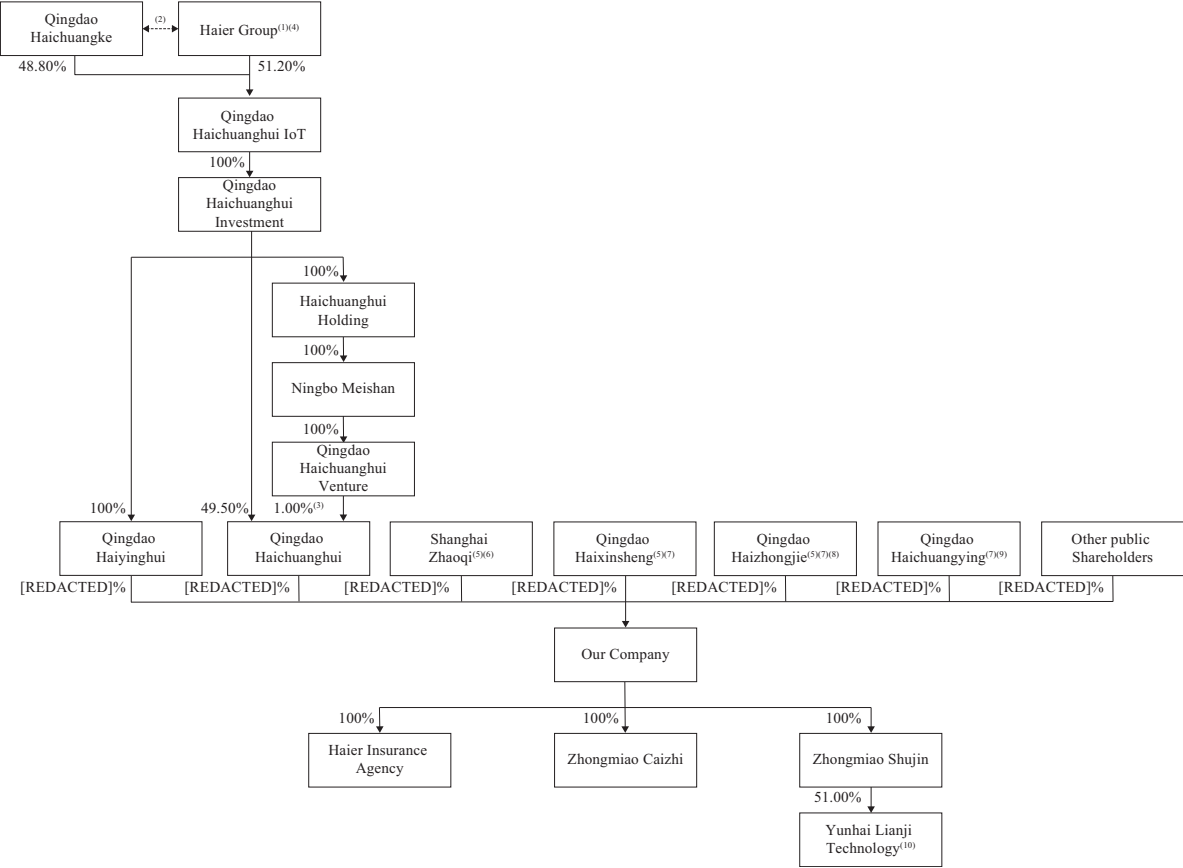 Qingdao
Haichuangke
(2)
Haier Group(1)(4)
48.80%
51.20%
Qingdao
Haichuanghui IoT
100%
Qingdao
Haichuanghui
Investment
100%
Haichuanghui
Holding
100%
Ningbo Meishan
100%
Qingdao
Haichuanghui
Venture
100%
49.50%
1.00%(3)
Qingdao
Haiyinghui
Qingdao
Haichuanghui
Shanghai
Zhaoqi(5)(6)
Qingdao
Haixinsheng(5)(7)
Qingdao
Haizhongjie(5)(7)(8)
Qingdao
Haichuangying(7)(9)
Other public
Shareholders
[REDACTED]%
[REDACTED]%
[REDACTED]%
[REDACTED]%
[REDACTED]%
[REDACTED]%
[REDACTED]%
Our Company
100%
100%
100%
Haier Insurance
Agency
Zhongmiao Caizhi
Zhongmiao Shujin
51.00%
Yunhai Lianji
Technology(10)